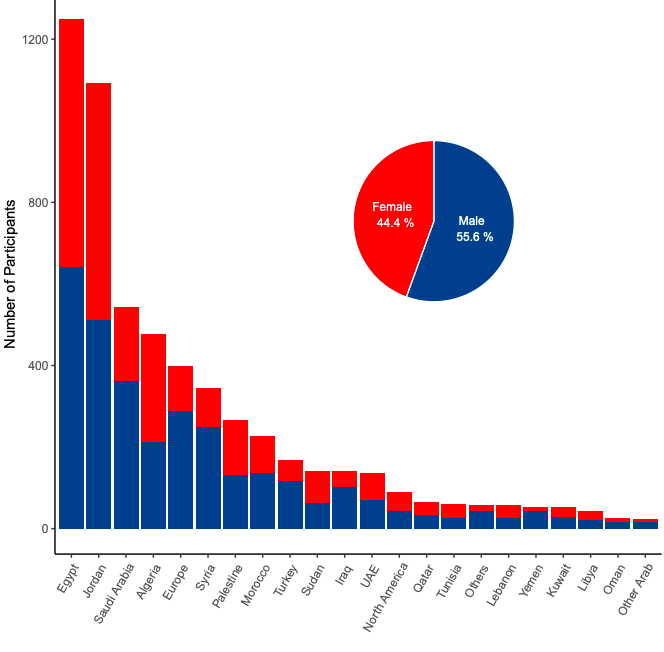 1200
800
400
0
Number of Participants
Female
44.4 %
Male
55.6 %
Egypt
Jordan
Saudi Arabia
Algeria
Europe
Syria
Palestine
Morocco
Turkey
Sudan
Iraq
UAE
North America
Qatar
Tunisia
Others
Lebanon
Yemen
Kuwait
Libya
Oman
Other Arab